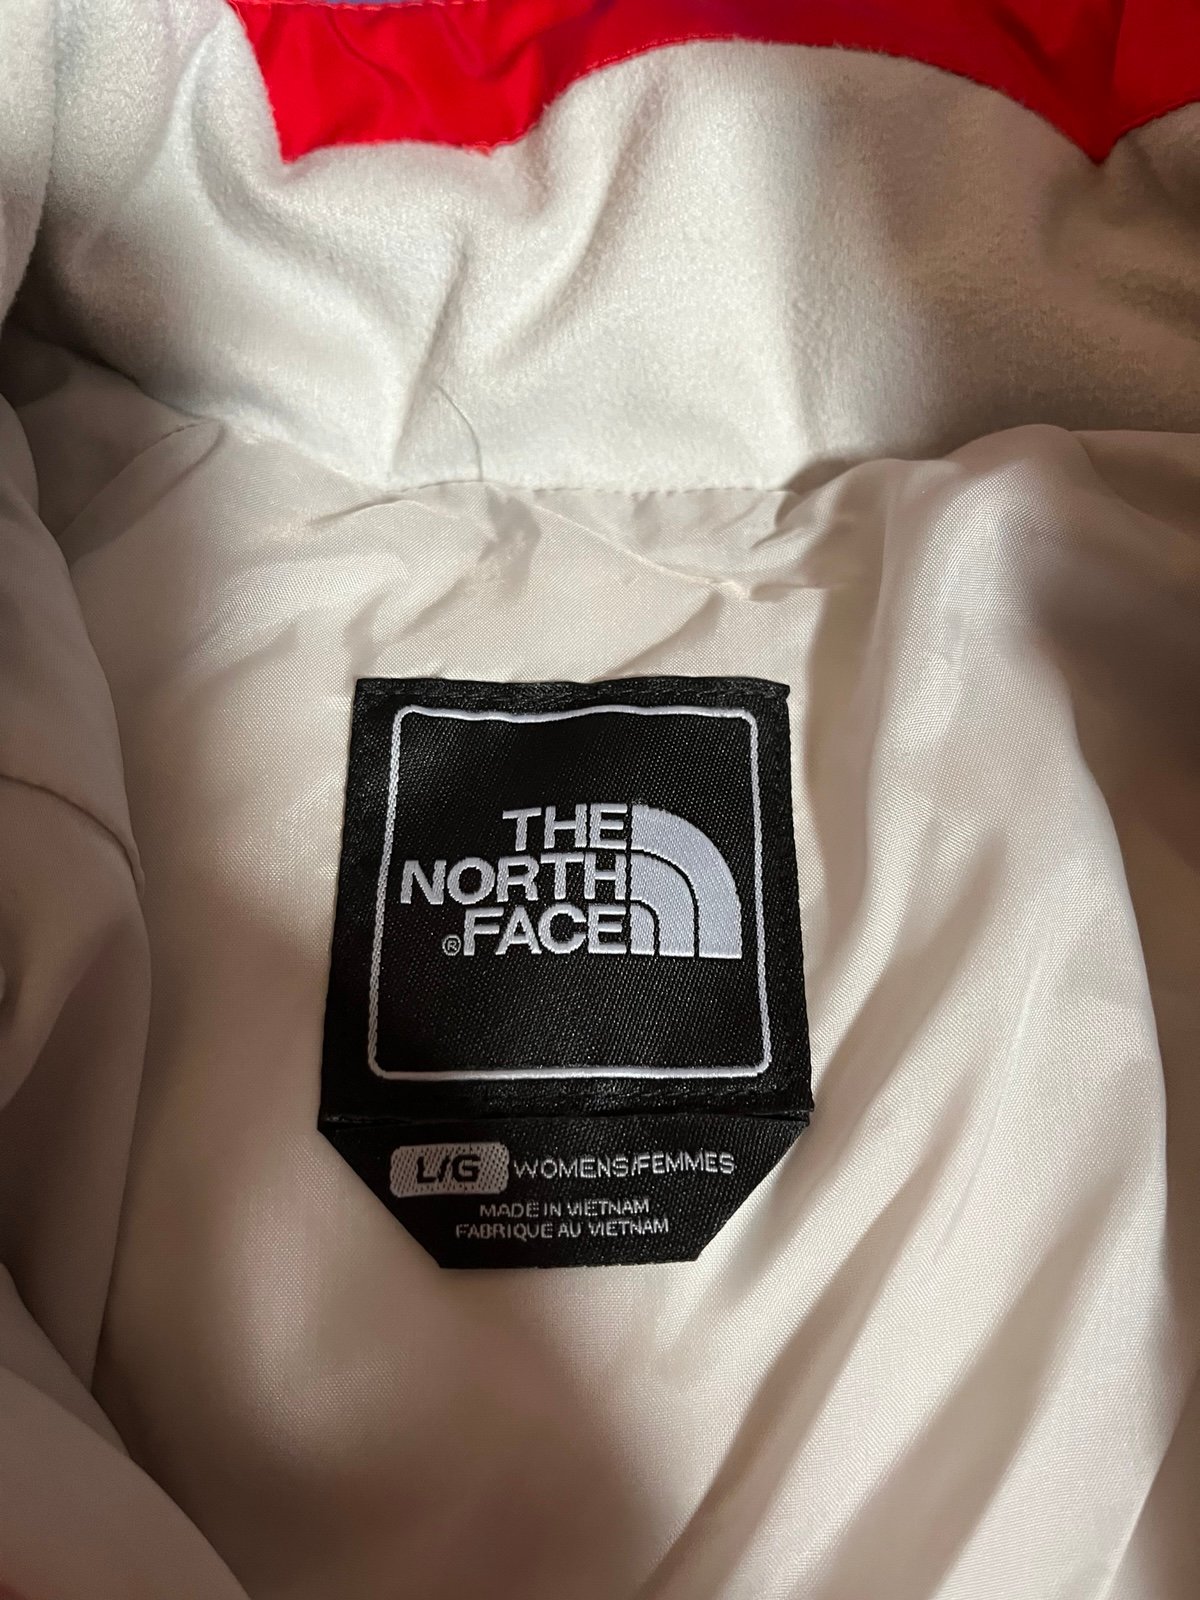 THE
NORTH
®FACE
L/G WOMENS/FEMMES
MADE IN VIETNAM
FABRIQUE AU VIETNAM